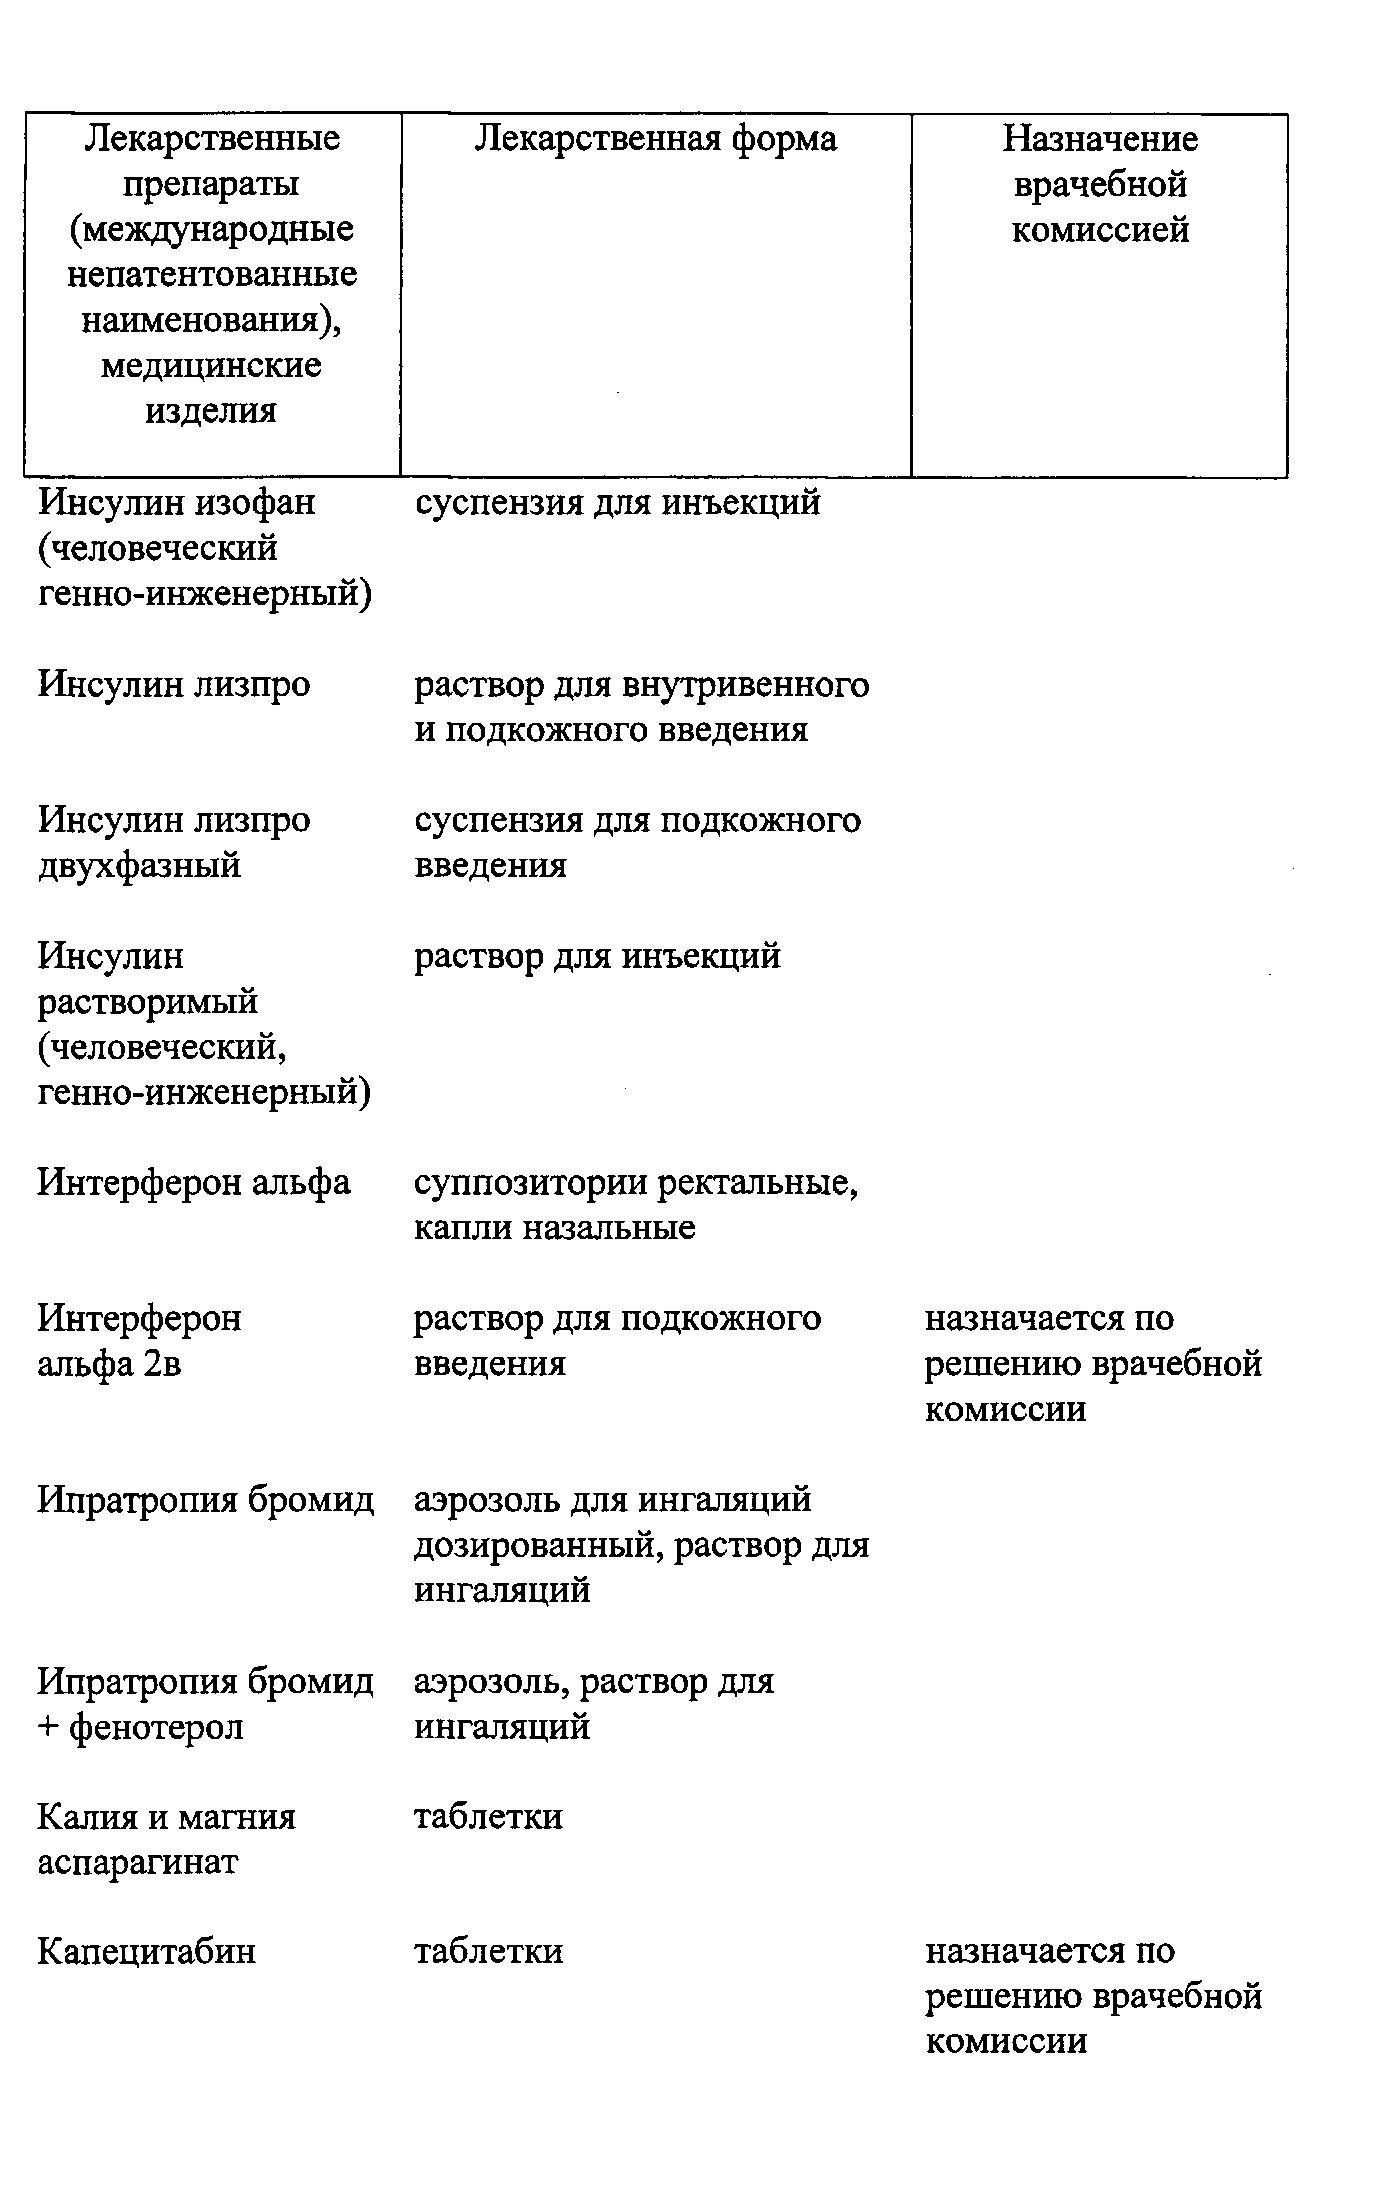 Лекарственные
препараты
(международные
непатентованные
наименования),
медицинские
изделия
Лекарственная форма
Назначение
врачебной
комиссией
Инсулин изофан
(человеческий
генно-инженерный)
суспензия для инъекций
Инсулин лизпро
раствор для внутривенного
и подкожного введения
Инсулин лизпро
двухфазный
суспензия для подкожного
введения
Инсулин
растворимый
(человеческий,
генно-инженерный)
раствор для инъекций
Интерферон альфа
суппозитории ректальные,
капли назальные
Интерферон
альфа 2в
раствор для подкожного
введения
назначается по
решению врачебной
комиссии
Ипратропия бромид
аэрозоль для ингаляций
дозированный, раствор для
ингаляций
Ипратропия бромид
+ фенотерол
аэрозоль, раствор для
ингаляций
Калия и магния
аспарагинат
таблетки
Капецитабин
таблетки
назначается по
решению врачебной
комиссии